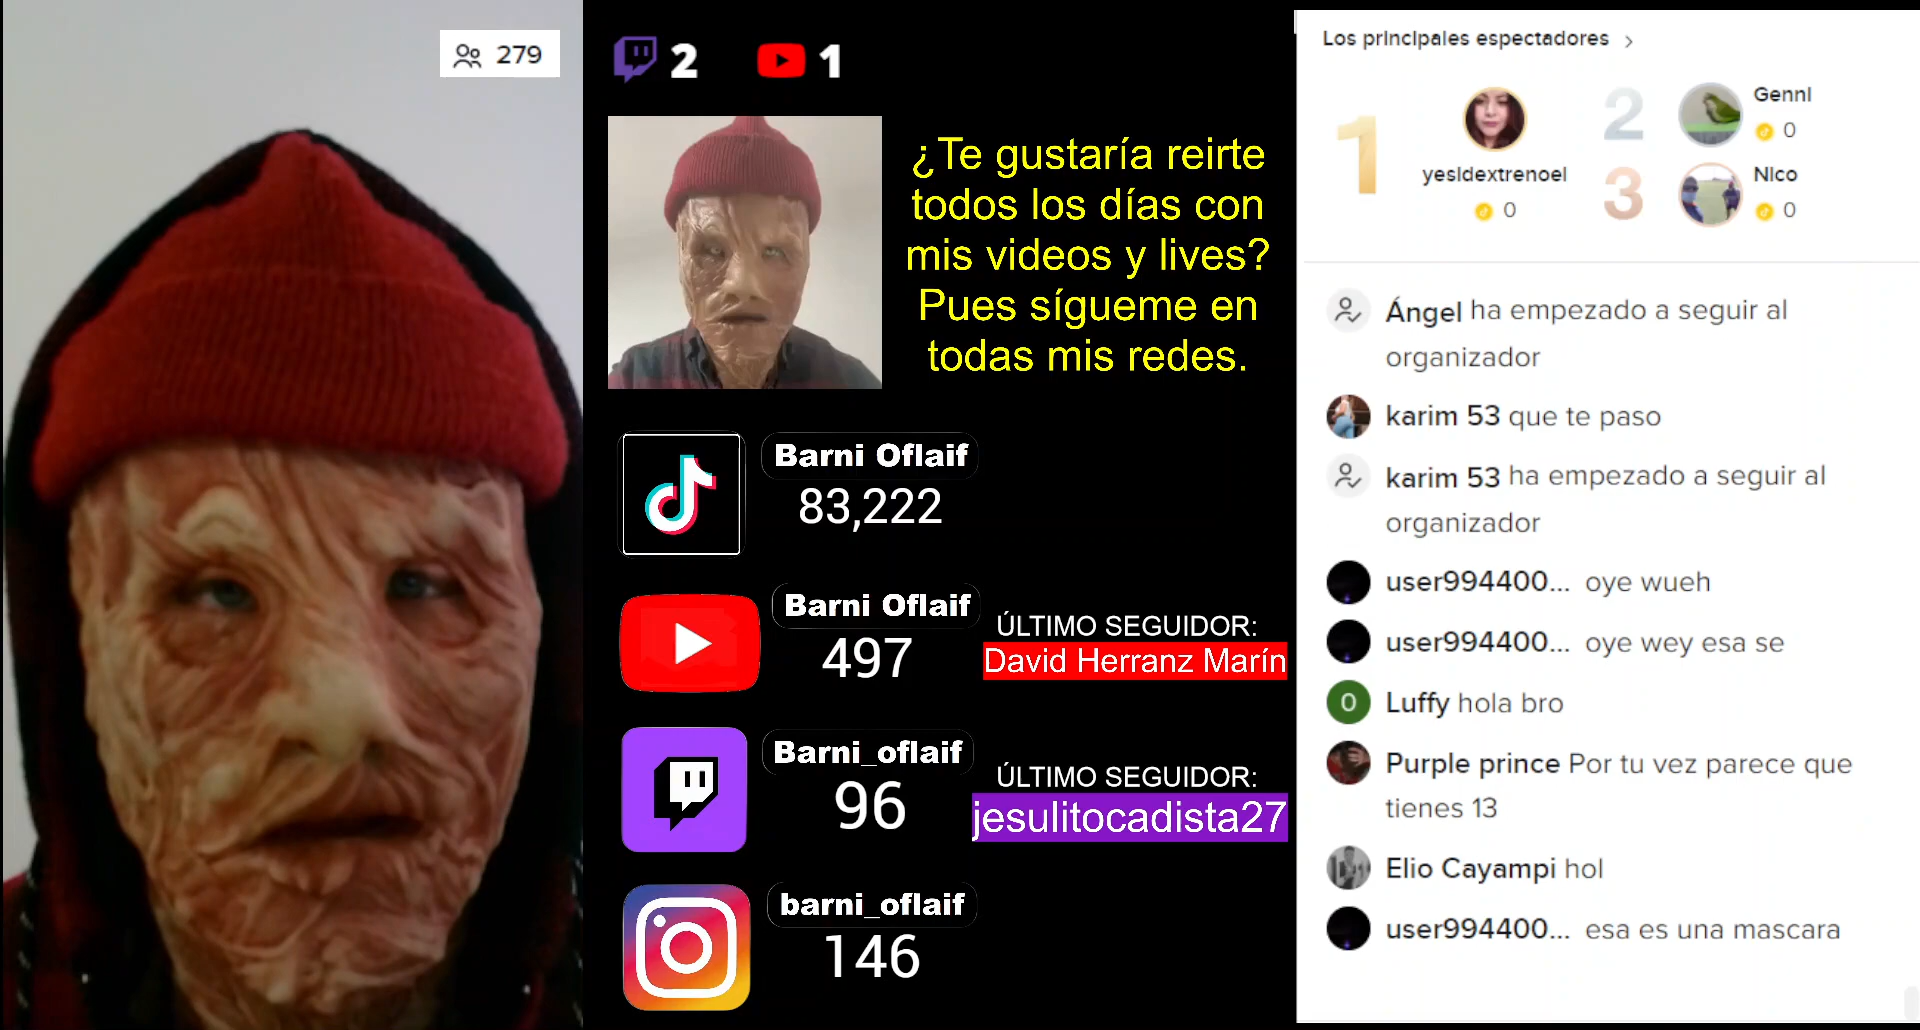 279
2
1
¿Te gustaría reirte
todos los días con
mis videos y lives?
Pues sígueme en
todas mis redes.
Barni Oflaif
83,222
Barni Oflaif
497
ÚLTIMO SEGUIDOR:
David Herranz Marín
Barni_oflaif
96
ÚLTIMO SEGUIDOR:
jesulitocadista27
barni_oflaif
146
Los principales espectadores >
1
yesidextrenoel
0
2
Genni
0
3
Nico
0
Ángel ha empezado a seguir al
organizador
karim 53 que te paso
karim 53 ha empezado a seguir al
organizador
user994400... oye wueh
user994400... oye wey esa se
O
Luffy hola bro
Purple prince Por tu vez parece que
tienes 13
Elio Cayampi hol
user994400... esa es una mascara